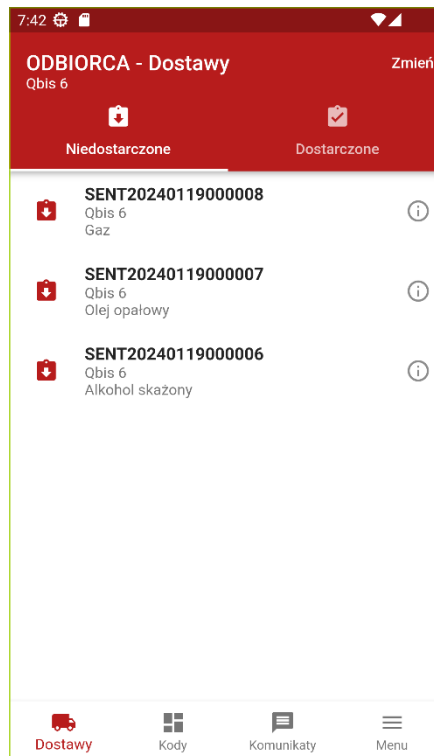 7:42
ODBIORCA - Dostawy
Zmień
Qbis 6
Niedostarczone
Dostarczone
SENT20240119000008
Qbis 6
Gaz
SENT20240119000007
Qbis 6
Olej opałowy
SENT20240119000006
Qbis 6
Alkohol skażony
Dostawy
Kody
Komunikaty
Menu